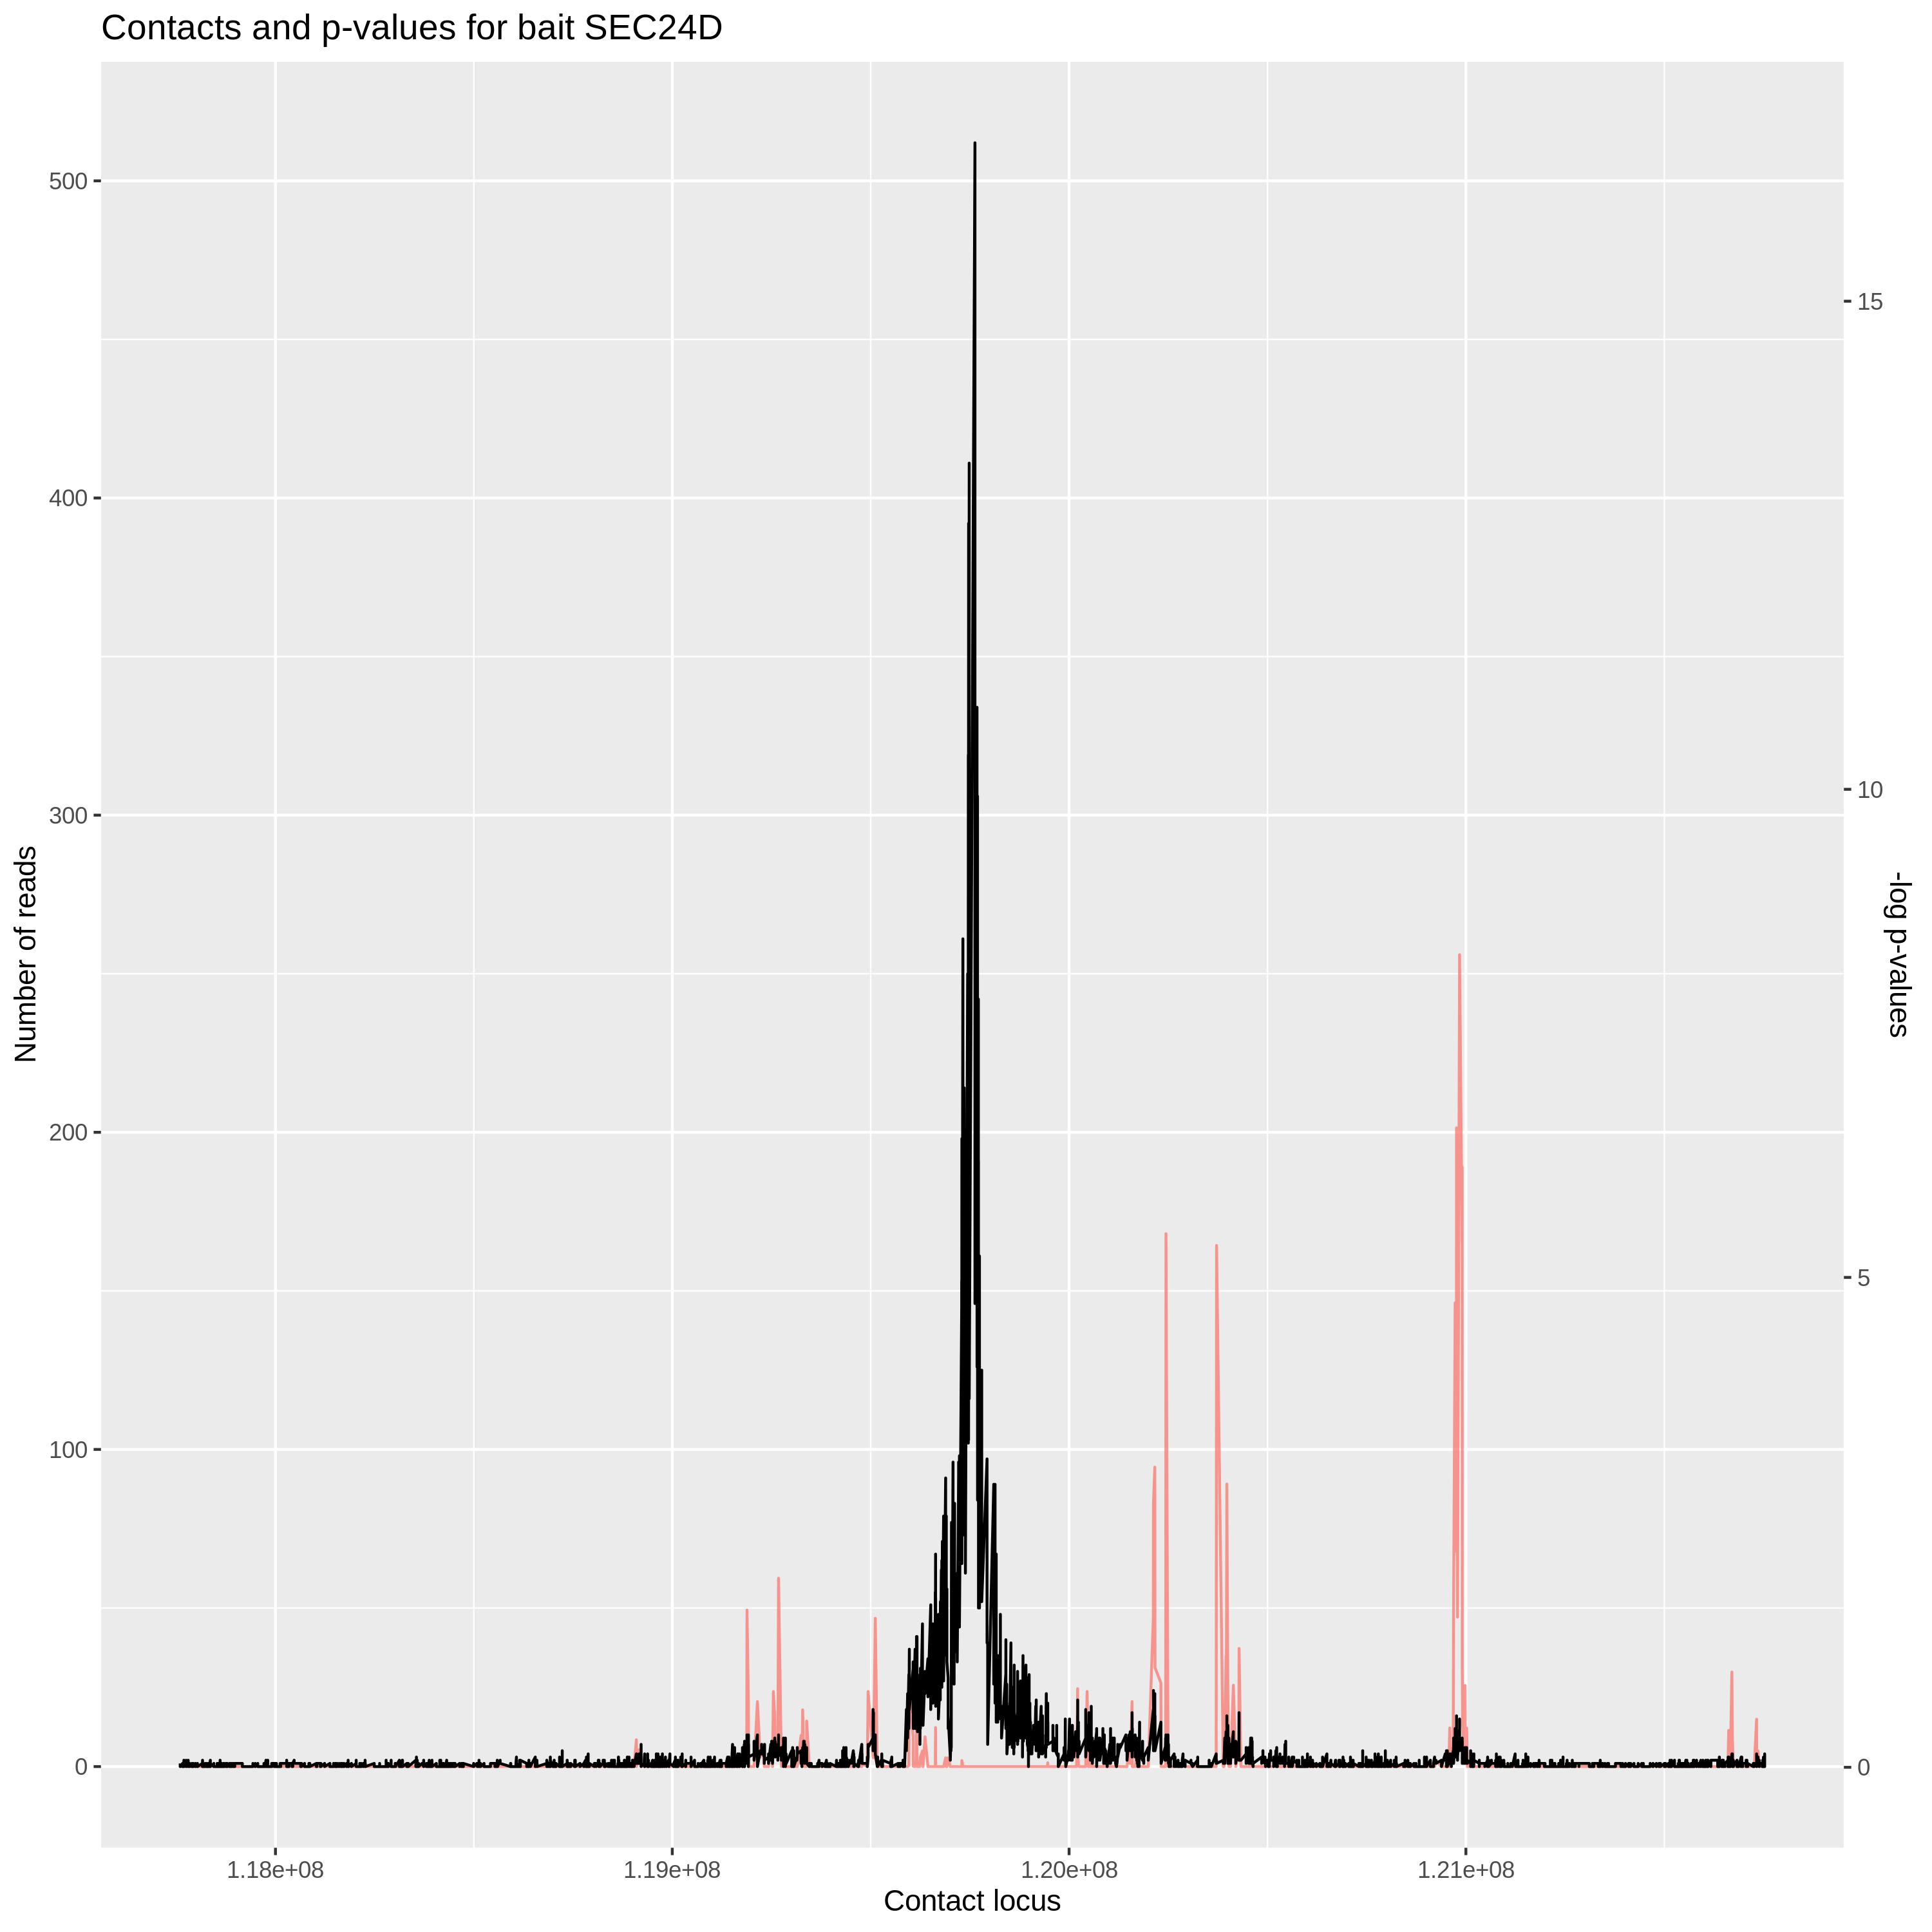 Contacts and p-values for bait SEC24D
Number of reads
500
400
300
200
100
0
15
10
5
0
-log p-values
1.18e+08
1.19e+08
1.20e+08
1.21e+08
Contact locus